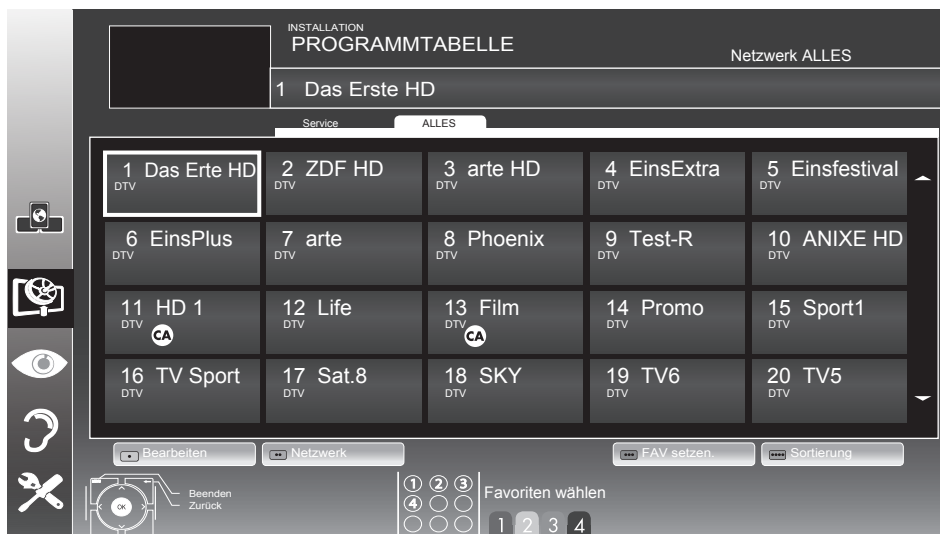 INSTALLATION
PROGRAMMTABELLE
Netzwerk ALLES
1 Das Erste HD
Service ALLES
1 Das Erte HD
DTV
2 ZDF HD
DTV
3 arte HD
DTV
4 EinsExtra
DTV
5 Einsfestival
DTV
6 EinsPlus
DTV
7 arte
DTV
8 Phoenix
DTV
9 Test-R
DTV
10 ANIXE HD
DTV
11 HD 1
DTV
CA
12 Life
DTV
13 Film
DTV
CA
14 Promo
DTV
15 Sport1
DTV
16 TV Sport
DTV
17 Sat.8
DTV
18 SKY
DTV
19 TV6
DTV
20 TV5
DTV
Bearbeiten
Netzwerk
FAV setzen.
Sortierung
OK
Beenden
Zurück
1 2 3
4
Favoriten wählen
1 2 3 4